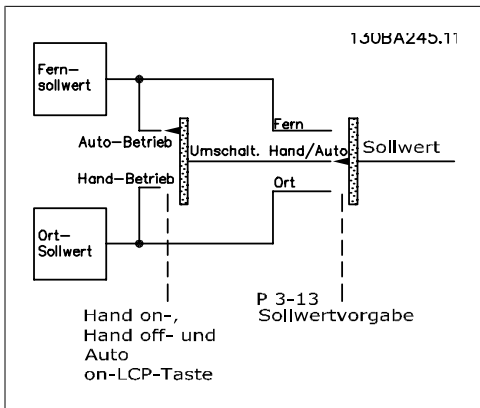 130BA245.11
Fern-
sollwert
Fern
Auto-Betrieb
Umschalt. Hand/Auto
Sollwert
Hand-Betrieb
Ort
Ort-
Sollwert
Hand on-,
Hand off- und
Auto
on-LCP-Taste
P 3-13
Sollwertvorgabe